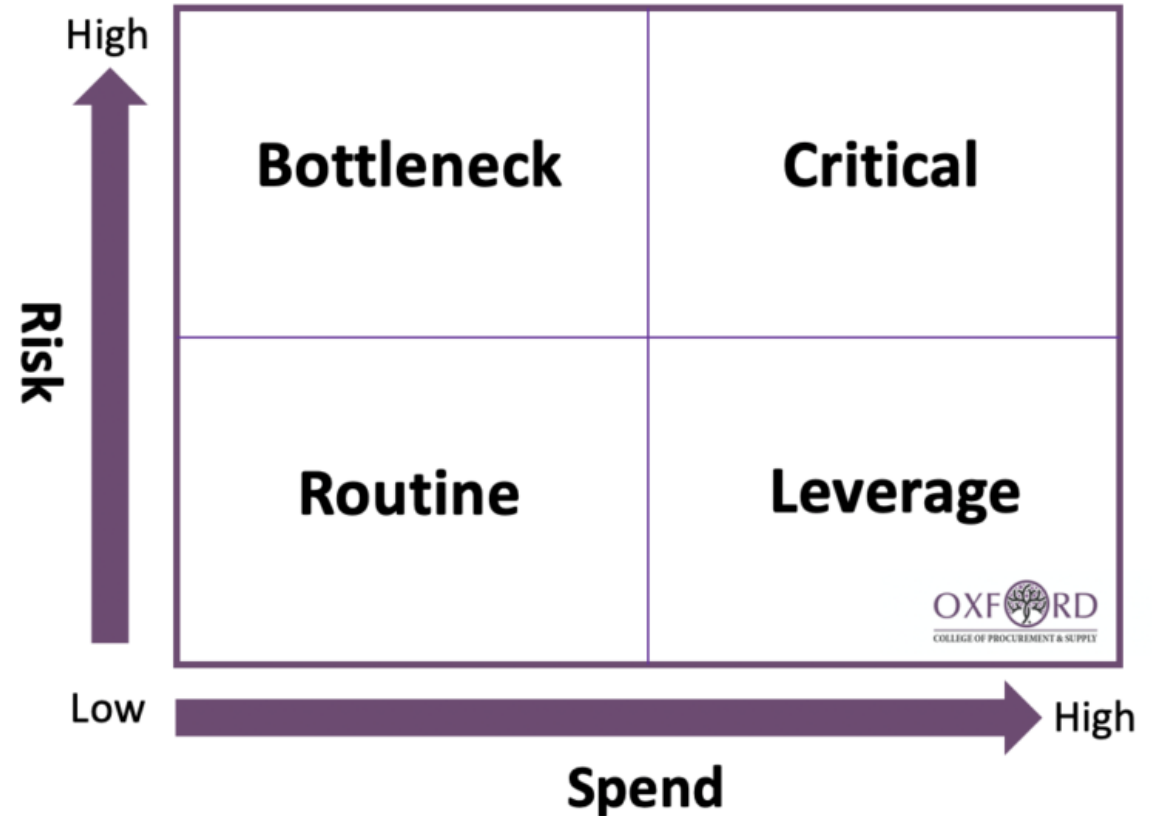 High
Bottleneck
Critical
Risk
Routine
Leverage
OXFORD
COLLEGE OF PROCUREMENT & SUPPLY
Low
High
Spend